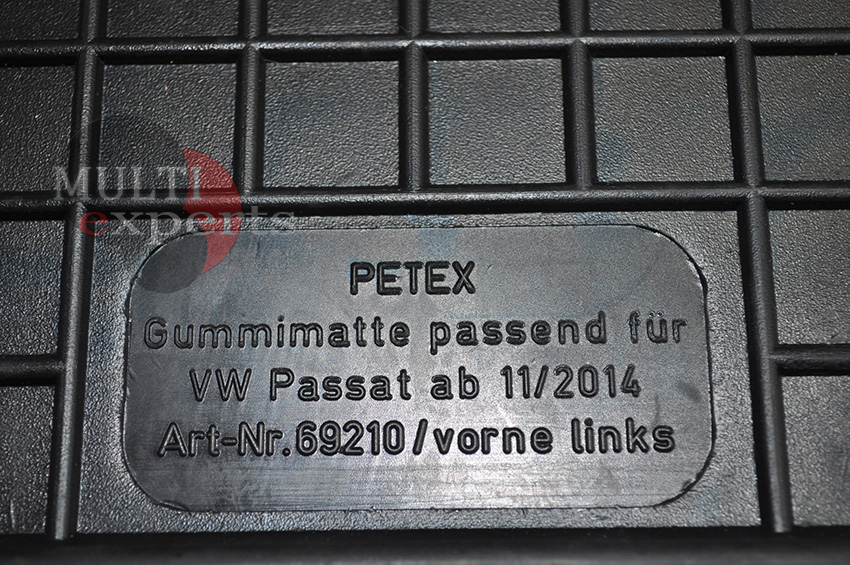 MULTI
experts
PETEX
Gummimatte passend für
VW Passat ab 11/2014
Art-Nr.69210/vorne links